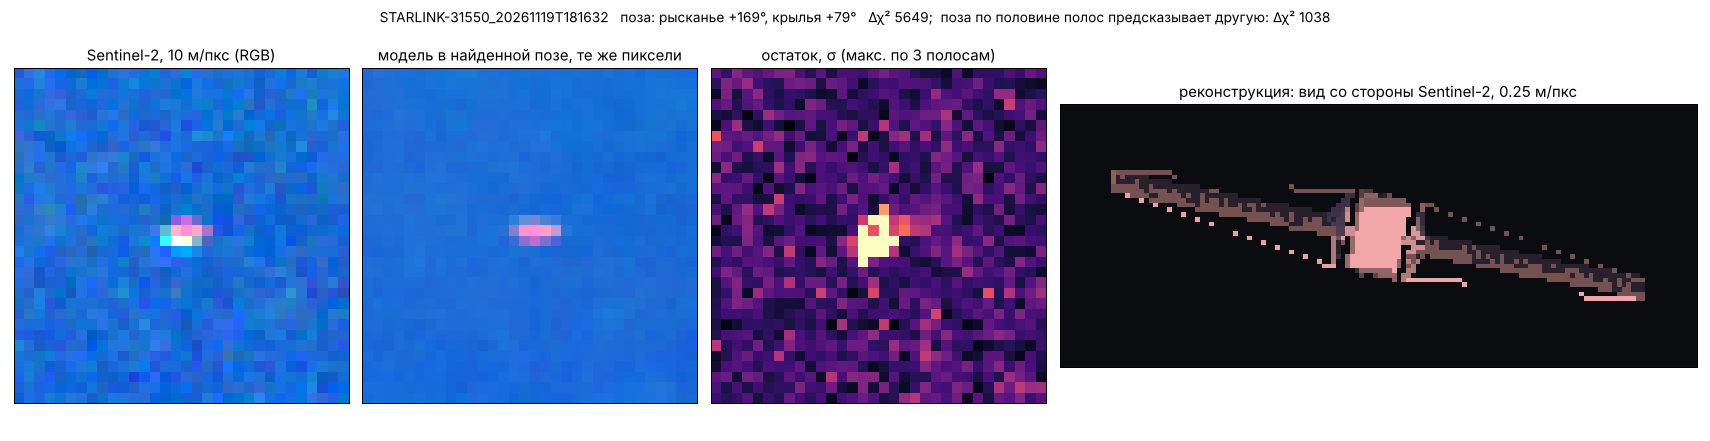 STARLINK-31550_20261119T181632 поза: рысканье +169°, крылья +79° Δχ² 5649; поза по половине полос предсказывает другую: Δχ² 1038
Sentinel-2, 10 м/пкс (RGB)
модель в найденной позе, те же пиксели
остаток, σ (макс. по 3 полосам)
реконструкция: вид со стороны Sentinel-2, 0.25 м/пкс